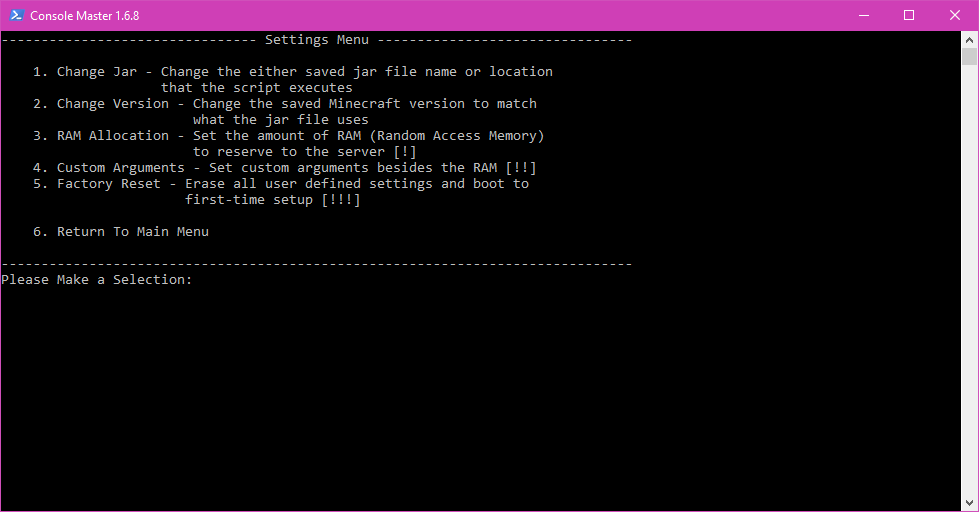 Console Master 1.6.8
-------------------------------- Settings Menu --------------------------------
1. Change Jar - Change the either saved jar file name or location
that the script executes
2. Change Version - Change the saved Minecraft version to match
what the jar file uses
3. RAM Allocation - Set the amount of RAM (Random Access Memory)
to reserve to the server [!]
4. Custom Arguments - Set custom arguments besides the RAM [!!]
5. Factory Reset - Erase all user defined settings and boot to
first-time setup [!!!]
6. Return To Main Menu
-------------------------------------------------------------------------------
Please Make a Selection: